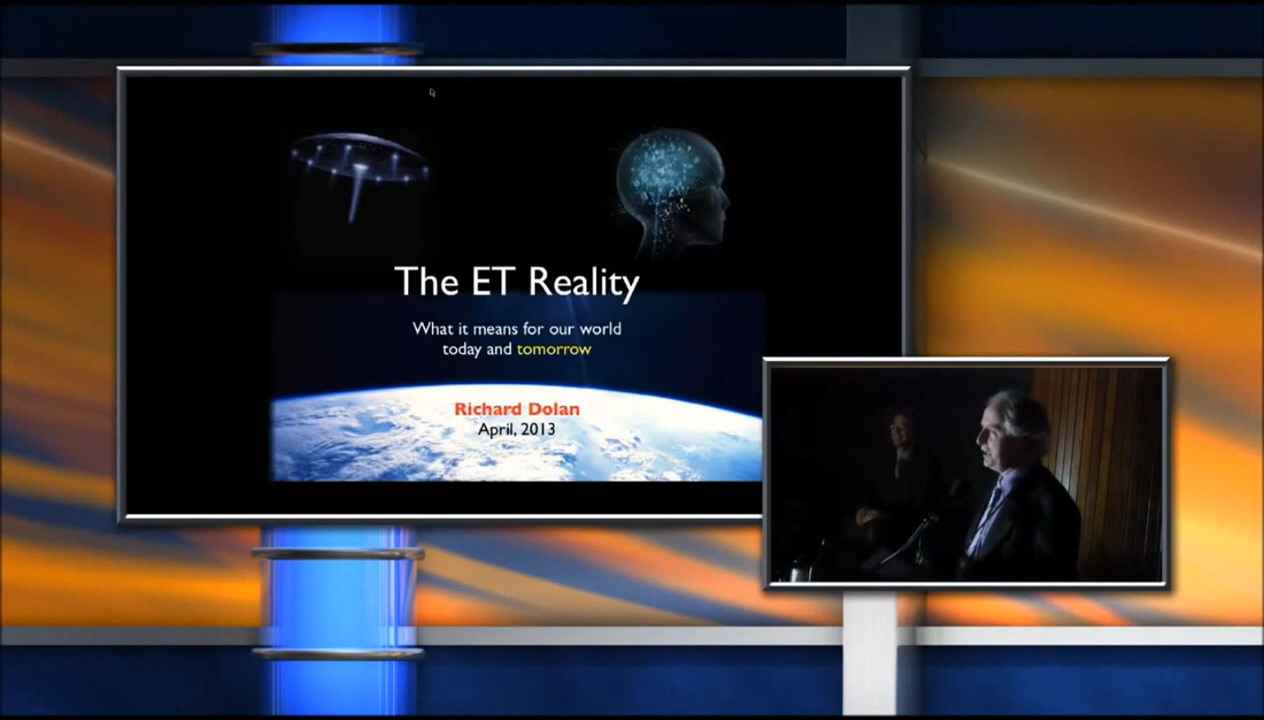 The ET Reality
What it means for our world
today and tomorrow
Richard Dolan
April, 2013